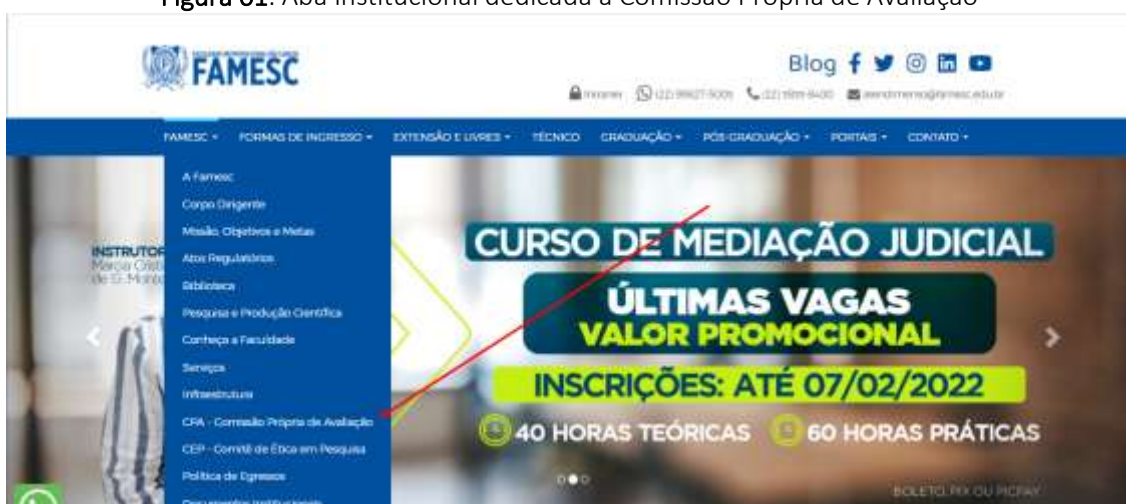 Figura 01: Aba institucional dedicada à Comissão Própria de Avaliação
FAMESC
Blog
FAMESC
FORMAS DE INGRESSO
EXTENSÃO E LIVRES
TÉCNICO
GRADUAÇÃO
PÓS-GRADUAÇÃO
PORTAIS
CONTATO
A Famesc
Corpo Dirigente
Missão, Objetivos e Metas
Atos Regulatórios
Biblioteca
Pesquisa e Produção Científica
Conheça a Faculdade
Serviços
Infraestrutura
CPA - Comissão Própria de Avaliação
CEP - Comitê de Ética em Pesquisa
Política de Egressos
Documentos Institucionais
INSTRUTOR
CURSO DE MEDIAÇÃO JUDICIAL
ÚLTIMAS VAGAS
VALOR PROMOCIONAL
INSCRIÇÕES: ATÉ 07/02/2022
40 HORAS TEÓRICAS
60 HORAS PRÁTICAS
BOLETO, PIX OU PICPAY